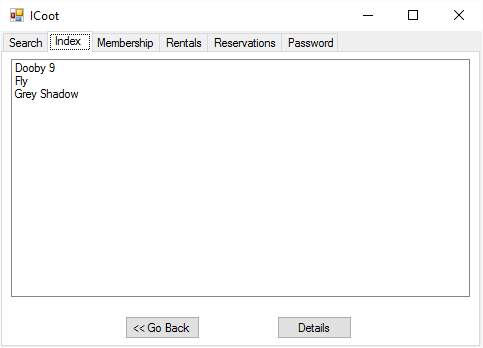 ICoot
Search Index Membership Rentals Reservations Password
Dooby 9
Fly
Grey Shadow
<< Go Back Details